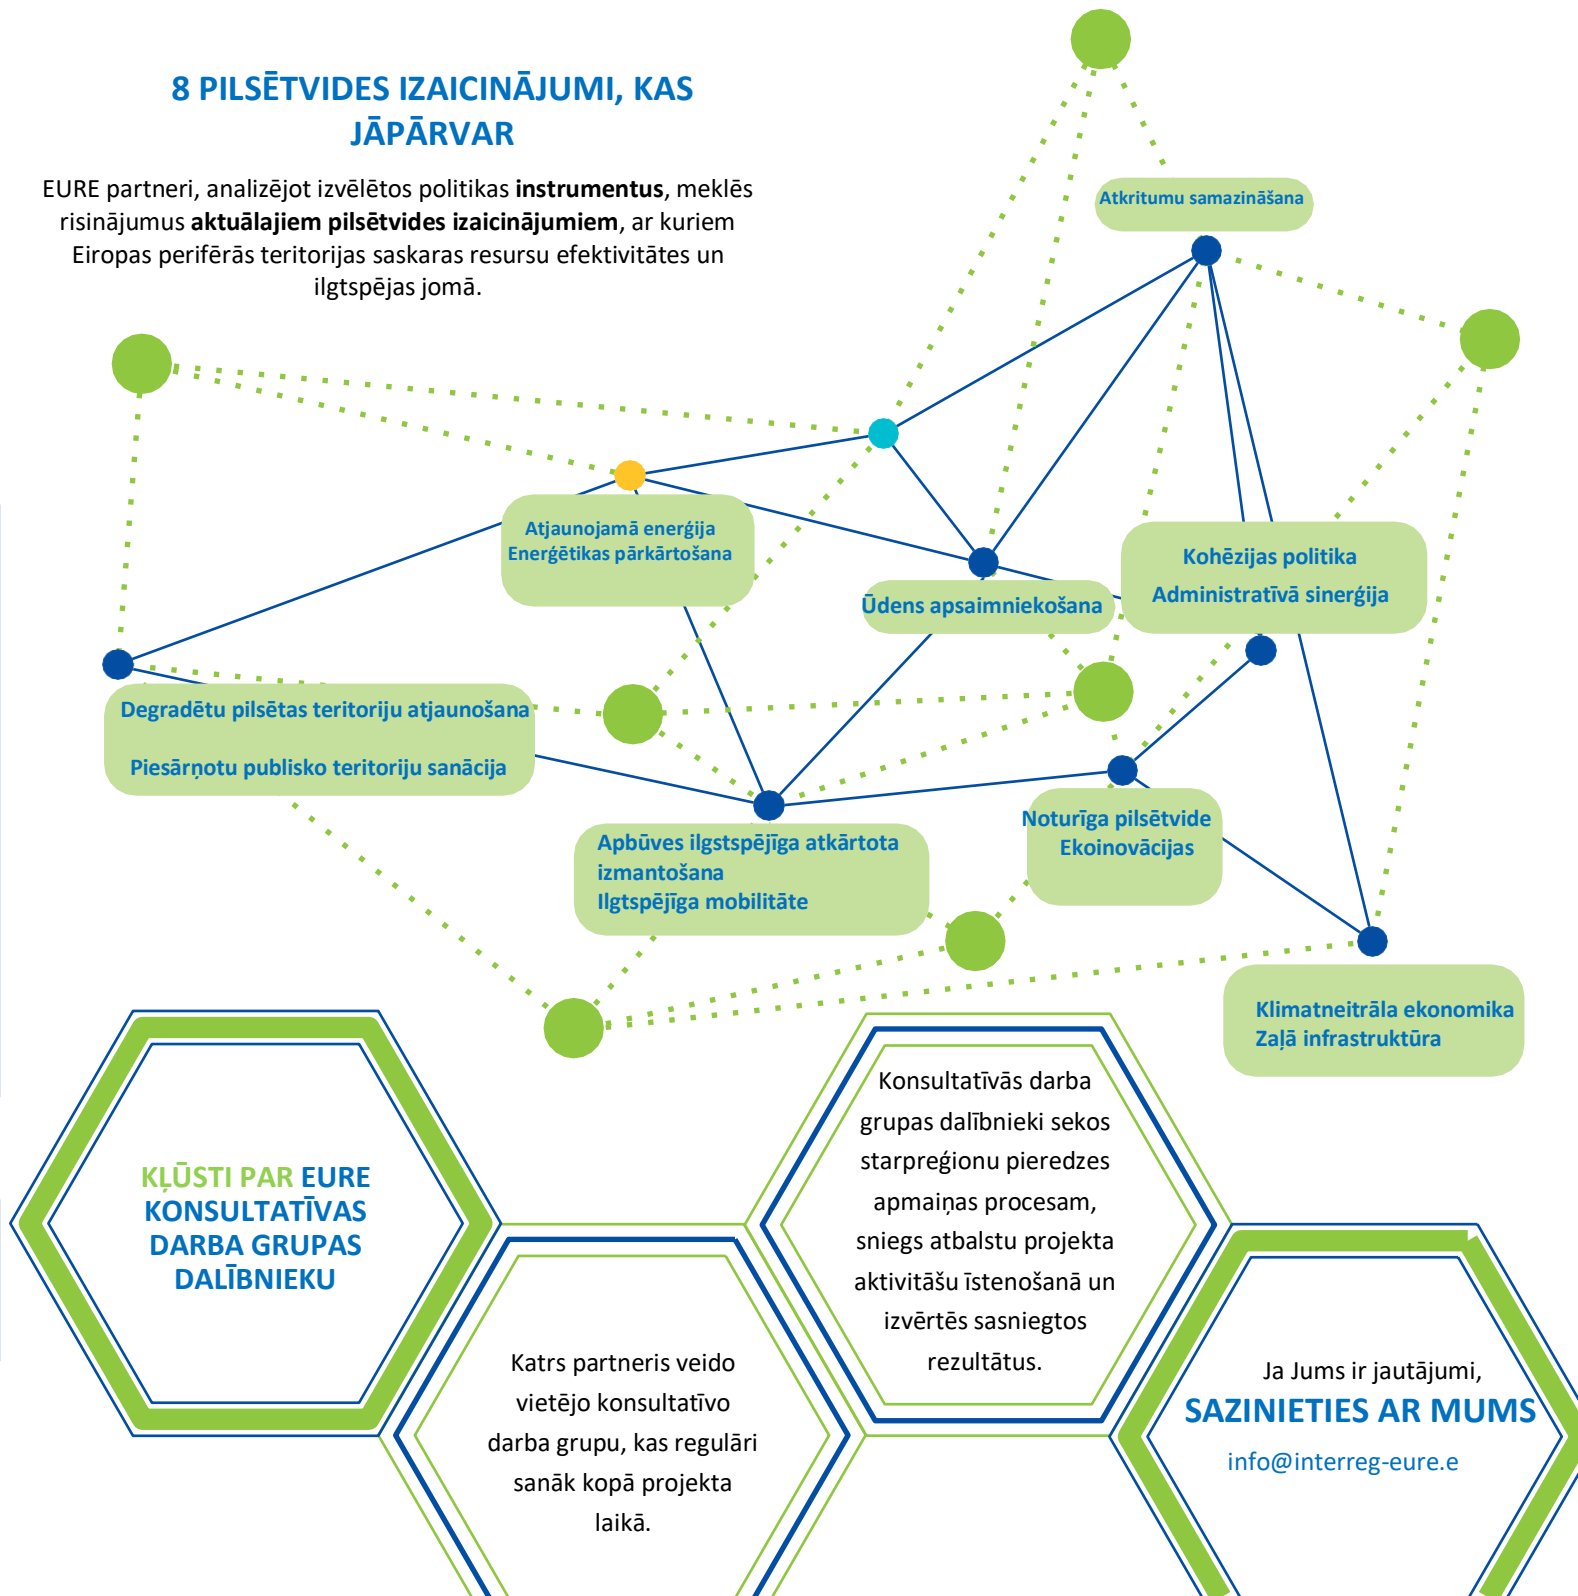 8 PILSĒTVIDES IZAICINĀJUMI, KAS
JĀPĀRVAR
EURE partneri, analizējot izvēlētos politikas instrumentus, meklēs
risinājumus aktuālajiem pilsētvides izaicinājumiem, ar kuriem
Eiropas perifērās teritorijas saskaras resursu efektivitātes un
ilgtspējas jomā.
Atkritumu samazināšana
Atjaunojamā enerģija
Enerģētikas pārkārtošana
Kohēzijas politika
Administratīvā sinerģija
Ūdens apsaimniekošana
Degradētu pilsētas teritoriju atjaunošana
Piesārņotu publisko teritoriju sanācija
Apbūves ilgstspējīga atkārtota
izmantošana
Ilgtspējīga mobilitāte
Noturīga pilsētvide
Ekoinovācijas
Klimatneitrāla ekonomika
Zaļā infrastruktūra
KĻŪSTI PAR EURE
KONSULTATĪVAS
DARBA GRUPAS
DALĪBNIEKU
Katrs partneris veido
vietējo konsultatīvo
darba grupu, kas regulāri
sanāk kopā projekta
laikā.
Konsultatīvās darba
grupas dalībnieki sekos
starpreģionu pieredzes
apmaiņas procesam,
sniegs atbalstu projekta
aktivitāšu īstenošanā un
izvērtēs sasniegtos
rezultātus.
Ja Jums ir jautājumi,
SAZINIETIES AR MUMS
info@interreg-eure.e